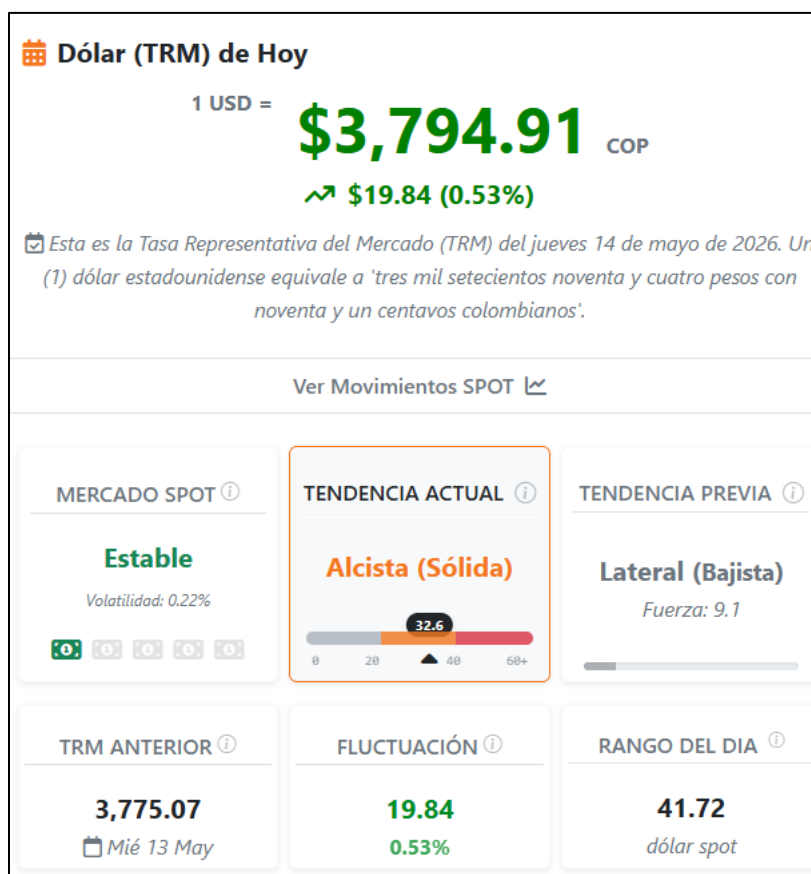 Dólar (TRM) de Hoy
1 USD = $3,794.91 COP
$19.84 (0.53%)
Esta es la Tasa Representativa del Mercado (TRM) del jueves 14 de mayo de 2026. Un
(1) dólar estadounidense equivale a 'tres mil setecientos noventa y cuatro pesos con
noventa y un centavos colombianos'.
Ver Movimientos SPOT
MERCADO SPOT
Estable
Volatilidad: 0.22%
TENDENCIA ACTUAL
Alcista (Sólida)
32.6
0 20 40 60+
TENDENCIA PREVIA
Lateral (Bajista)
Fuerza: 9.1
TRM ANTERIOR
3,775.07
Mié 13 May
FLUCTUACIÓN
19.84
0.53%
RANGO DEL DIA
41.72
dólar spot